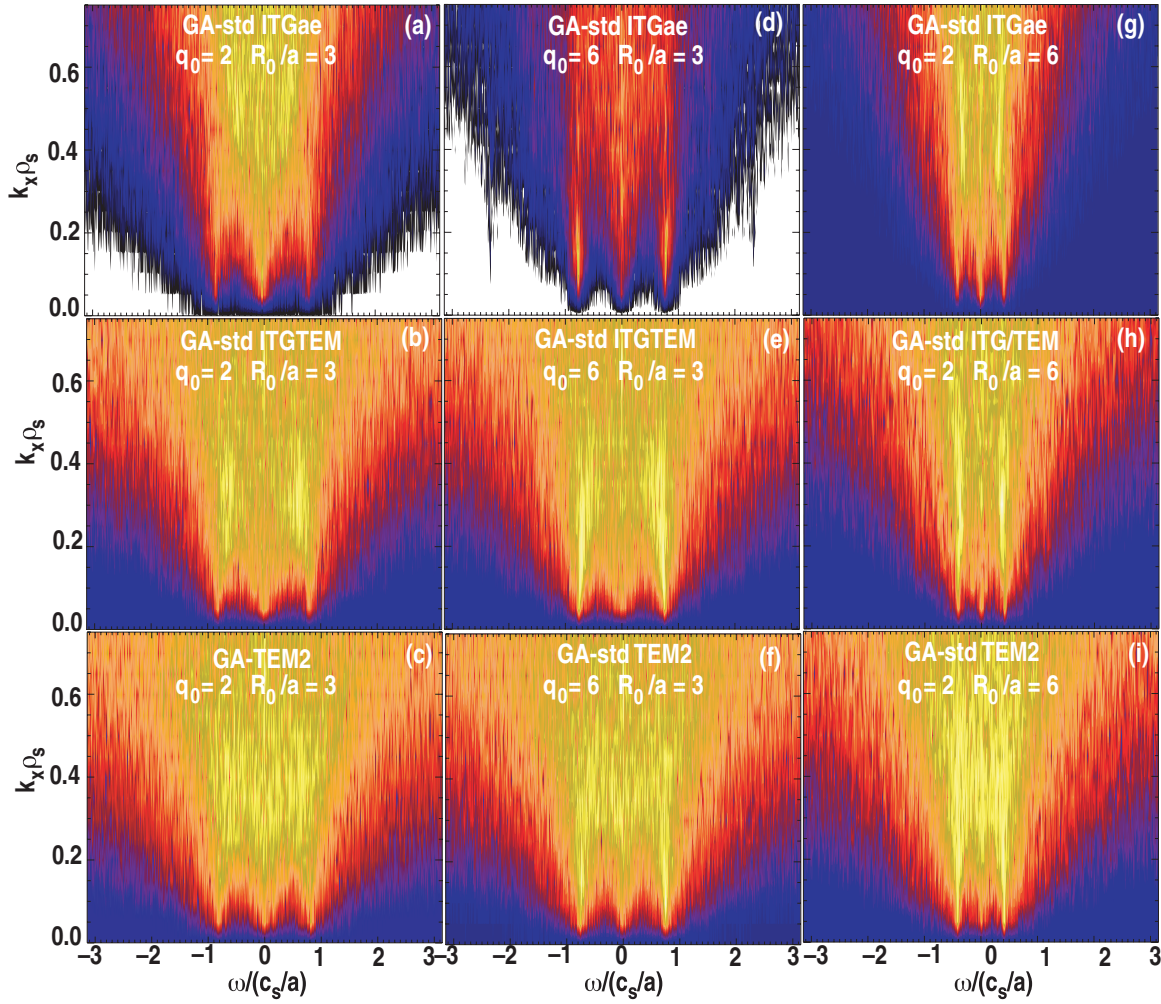 GA-std ITGae
(a)
q₀= 2 R₀/a = 3
GA-std ITGae
(d)
q₀= 6 R₀/a = 3
GA-std ITGae
(g)
q₀= 2 R₀/a = 6
0.6
0.4
0.2
0.0
kₓρₛ
GA-std ITGTEM
(b)
q₀= 2 R₀/a = 3
GA-std ITGTEM
(e)
q₀= 6 R₀/a = 3
GA-std ITG/TEM
(h)
q₀= 2 R₀/a = 6
0.6
0.4
0.2
0.0
kₓρₛ
GA-TEM2
(c)
q₀= 2 R₀/a = 3
GA-std TEM2
(f)
q₀= 6 R₀/a = 3
GA-std TEM2
(i)
q₀= 2 R₀/a = 6
0.6
0.4
0.2
0.0
kₓρₛ
−3 −2 −1 0 1 2 3
−3 −2 −1 0 1 2 3
−3 −2 −1 0 1 2 3
ω/(cₛ/a)
ω/(cₛ/a)
ω/(cₛ/a)